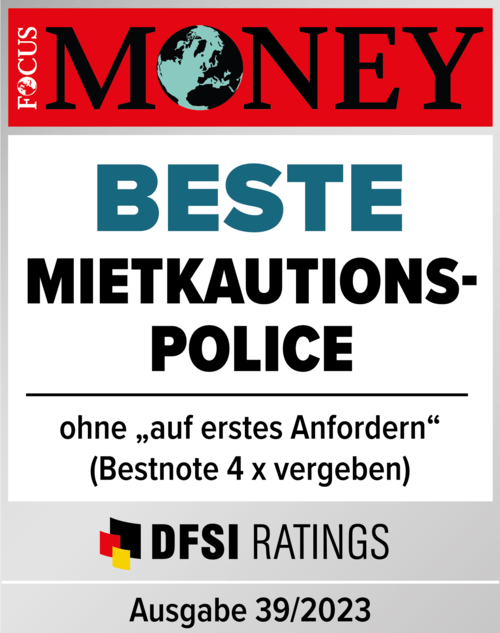 FOCUS
MONEY
BESTE
MIETKAUTIONS-
POLICE
ohne „auf erstes Anfordern“
(Bestnote 4 x vergeben)
DFSI RATINGS
Ausgabe 39/2023